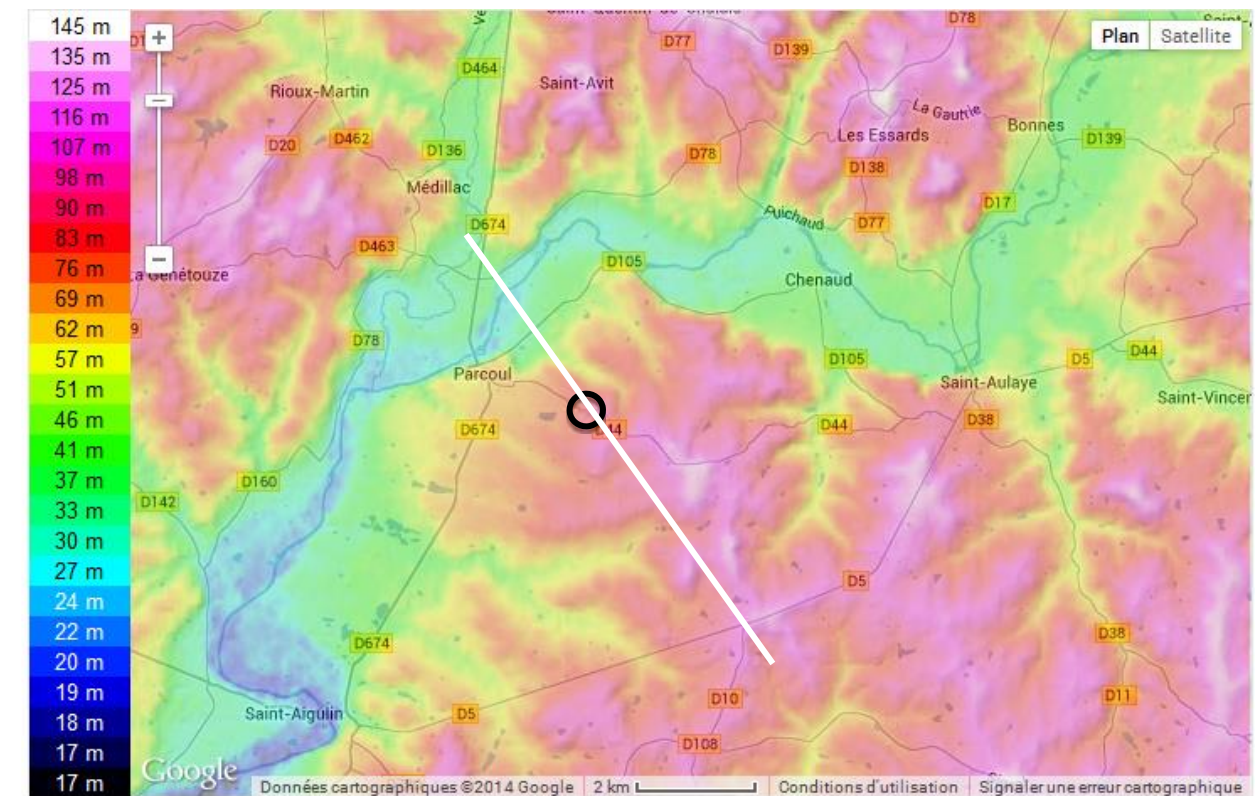 145 m
135 m
125 m
116 m
107 m
98 m
90 m
83 m
76 m
69 m
62 m
57 m
51 m
46 m
41 m
37 m
33 m
30 m
27 m
24 m
22 m
20 m
19 m
18 m
17 m
17 m
+
−
Plan
Satellite
D78
D77
D139
D464
Saint-Avit
Rioux-Martin
La Gautrie
D20
D462
D136
D78
Les Essards
Bonnes
D139
D138
Médillac
D17
D674
Puichaud
D77
D463
D105
Chenaud
La Génétouze
D78
D105
D5
D44
Parcoul
Saint-Aulaye
D674
D44
D38
D160
D142
D5
D674
D38
D10
D11
Saint-Aigulin
D5
D108
Google
Données cartographiques ©2014 Google
2 km
Conditions d'utilisation
Signaler une erreur cartographique